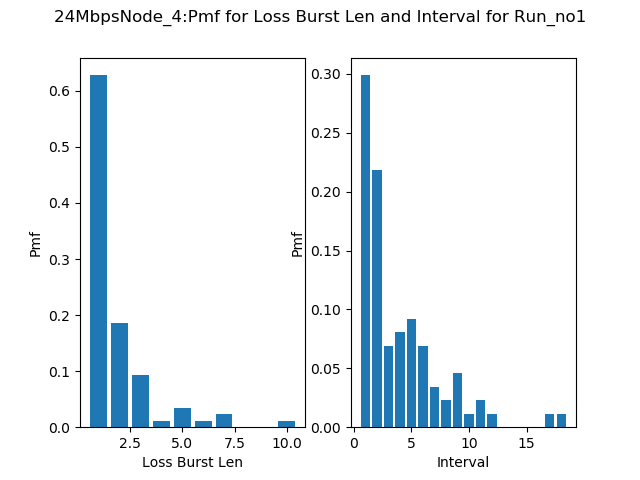 24MbpsNode_4:Pmf for Loss Burst Len and Interval for Run_no1
0.6
0.5
0.4
0.3
0.2
0.1
0.0
Pmf
2.5 5.0 7.5 10.0
Loss Burst Len
0.30
0.25
0.20
0.15
0.10
0.05
0.00
Pmf
0 5 10 15
Interval